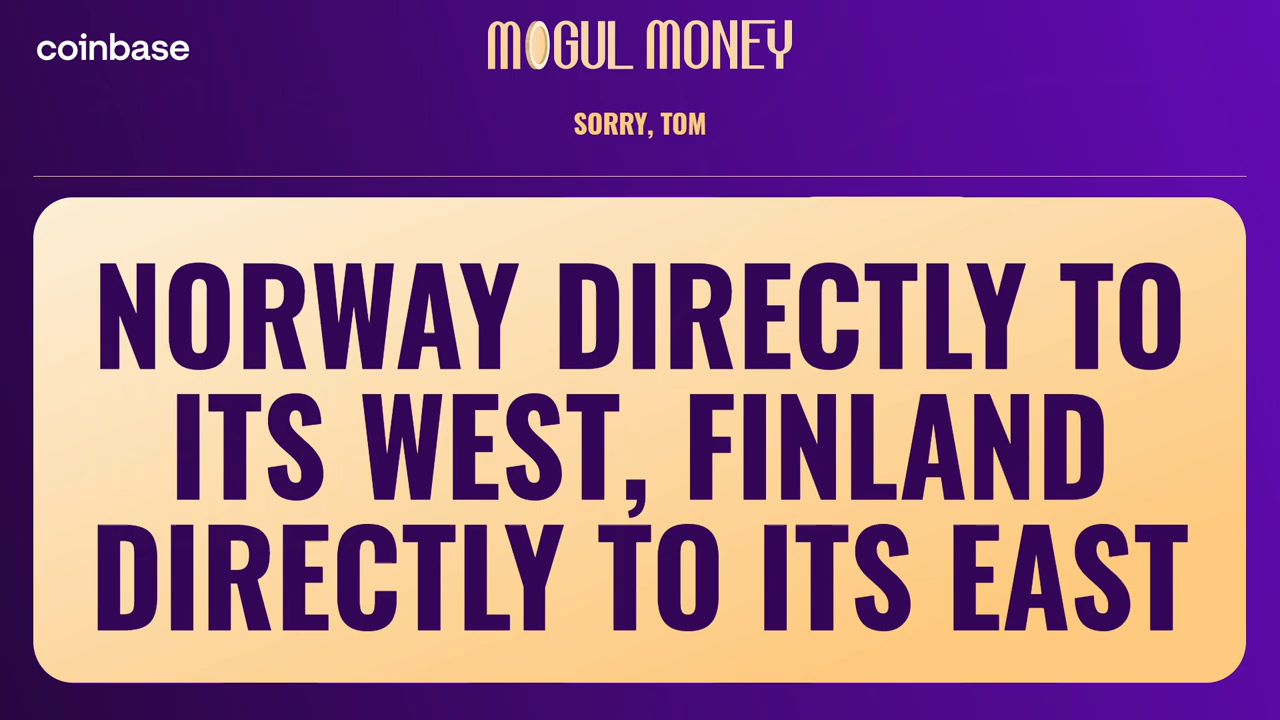 coinbase
MOGUL MONEY
SORRY, TOM
NORWAY DIRECTLY TO
ITS WEST, FINLAND
DIRECTLY TO ITS EAST